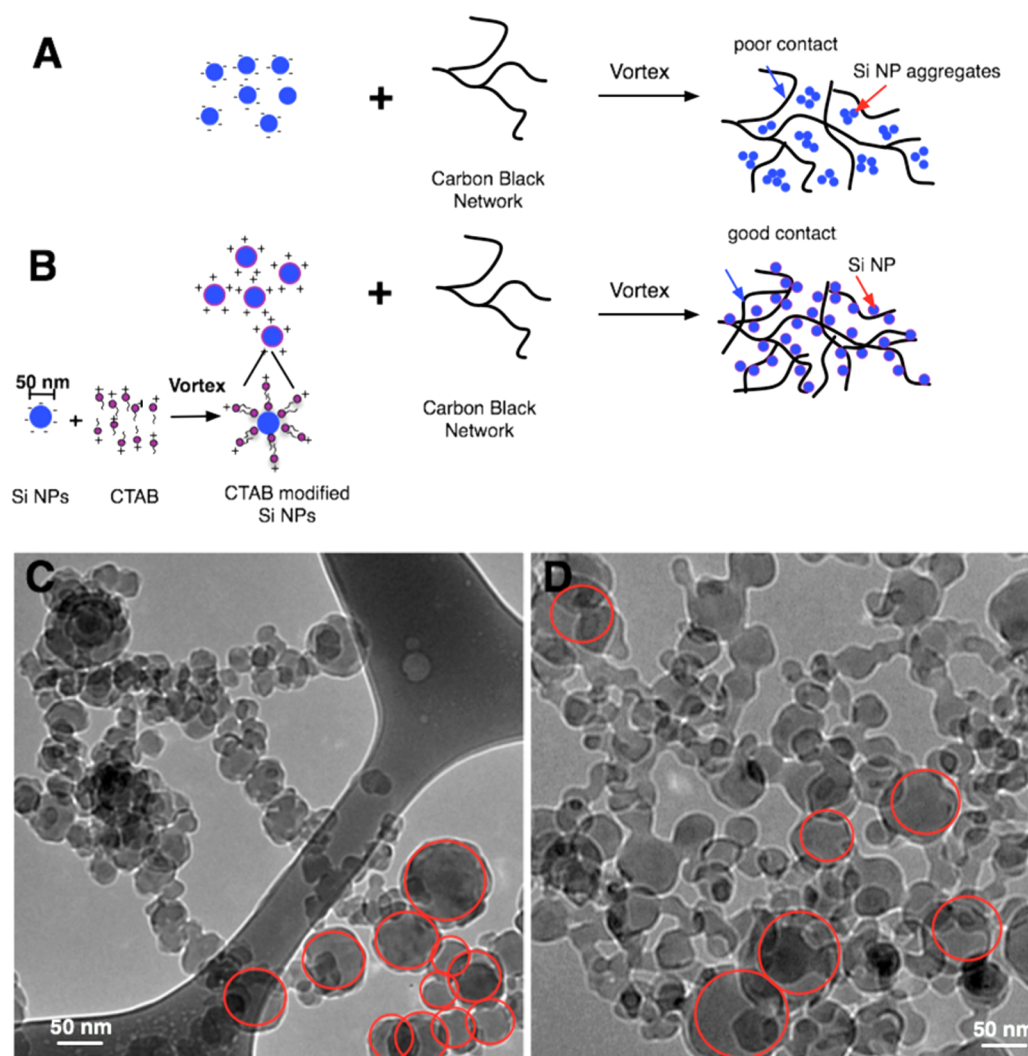 A
+
Carbon Black
Network
Vortex
poor contact
Si NP aggregates
B
50 nm
Si NPs
+
CTAB
Vortex
CTAB modified
Si NPs
+
Carbon Black
Network
Vortex
good contact
Si NP
C
50 nm
D
50 nm